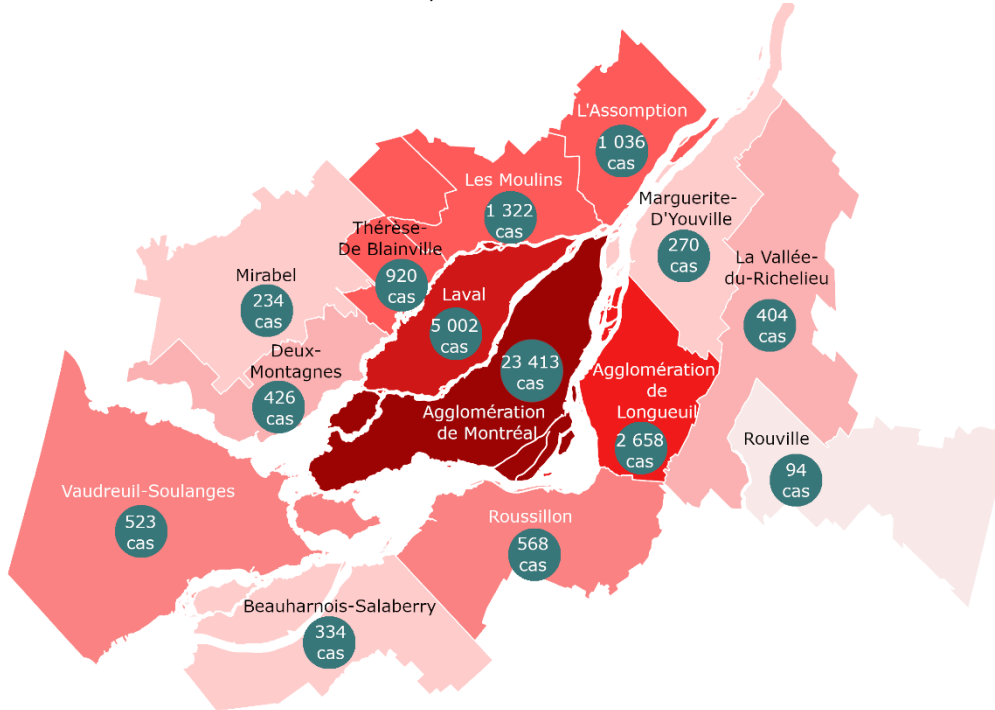 L'Assomption
1 036
cas
Les Moulins
1 322
cas
Marguerite-
D'Youville
270
cas
Thérèse-
De Blainville
920
cas
La Vallée-
du-Richelieu
404
cas
Mirabel
234
cas
Laval
5 002
cas
Deux-
Montagnes
426
cas
23 413
cas
Agglomération
de Montréal
Agglomération
de
Longueuil
2 658
cas
Rouville
94
cas
Vaudreuil-Soulanges
523
cas
Roussillon
568
cas
Beauharnois-Salaberry
334
cas